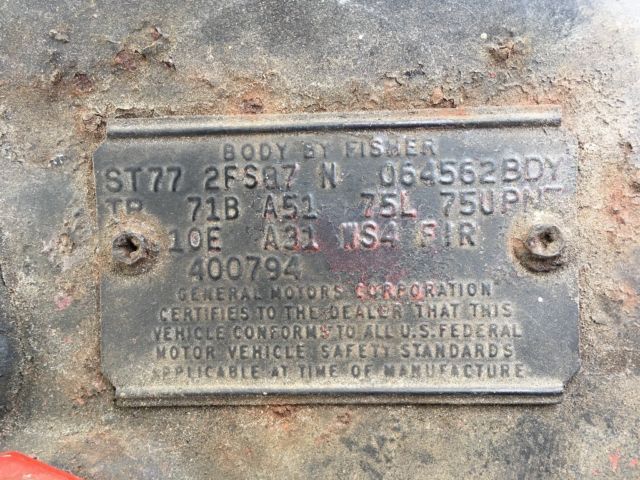 BODY BY FISHER
ST77 2FS87 N 064562BDY
TR 71B A51 75L 75UPNT
10E A31 WS4 FIR
400794
GENERAL MOTORS CORPORATION
CERTIFIES TO THE DEALER THAT THIS
VEHICLE CONFORMS TO ALL U.S. FEDERAL
MOTOR VEHICLE SAFETY STANDARDS
APPLICABLE AT TIME OF MANUFACTURE